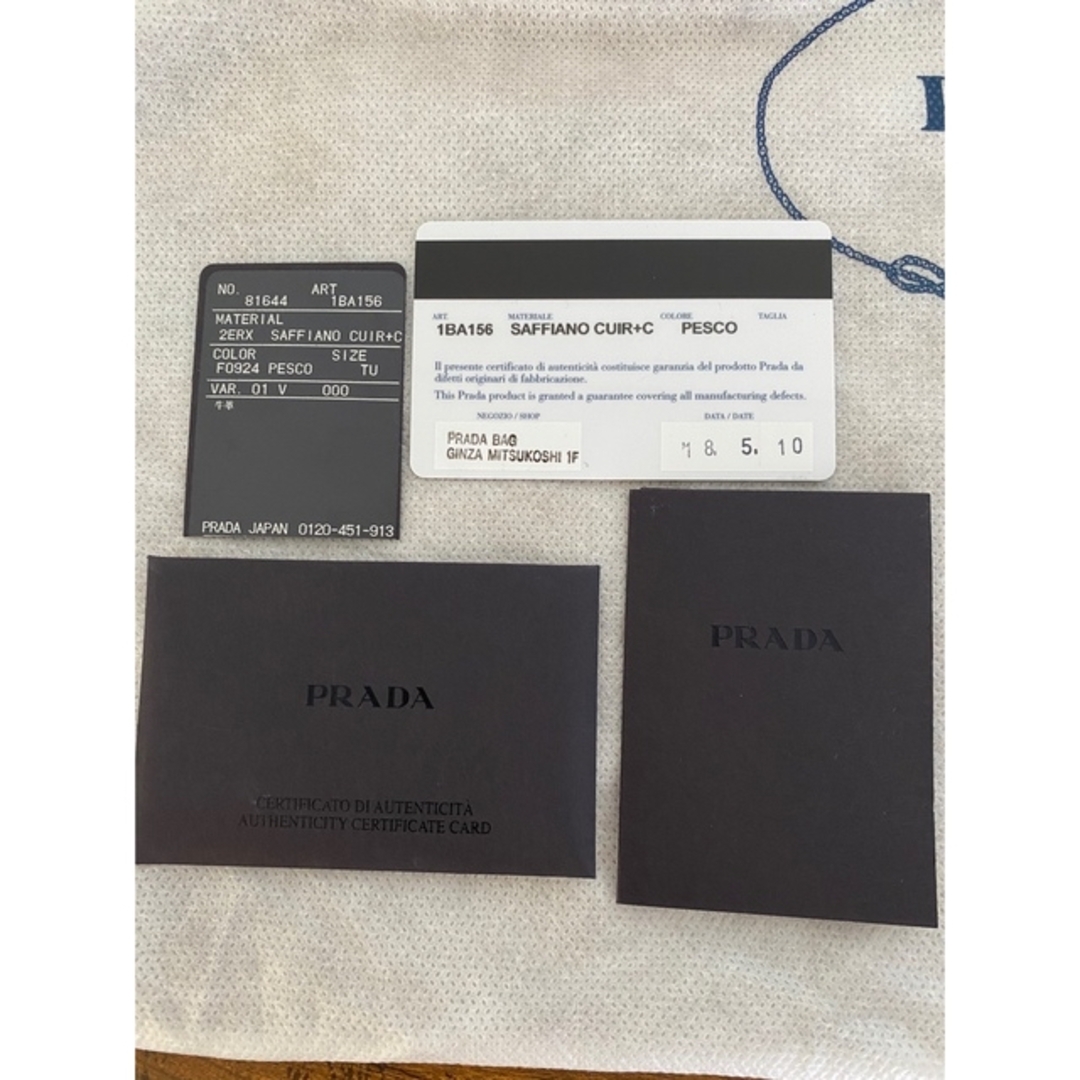 NO. ART
81644 1BA156
MATERIAL
2ERX SAFFIANO CUIR+C
COLOR SIZE
F0924 PESCO TU
VAR. 01 V 000
牛革
PRADA JAPAN 0120-451-913
ART. MATERIALE COLORE TAGLIA
1BA156 SAFFIANO CUIR+C PESCO
Il presente certificato di autenticità costituisce garanzia del prodotto Prada da
difetti originari di fabbricazione.
This Prada product is granted a guarantee covering all manufacturing defects.
NEGOZIO / SHOP DATA / DATE
PRADA BAG
GINZA MITSUKOSHI 1F
18. 5. 10
PRADA
CERTIFICATO DI AUTENTICITÀ
AUTHENTICITY CERTIFICATE CARD
PRADA